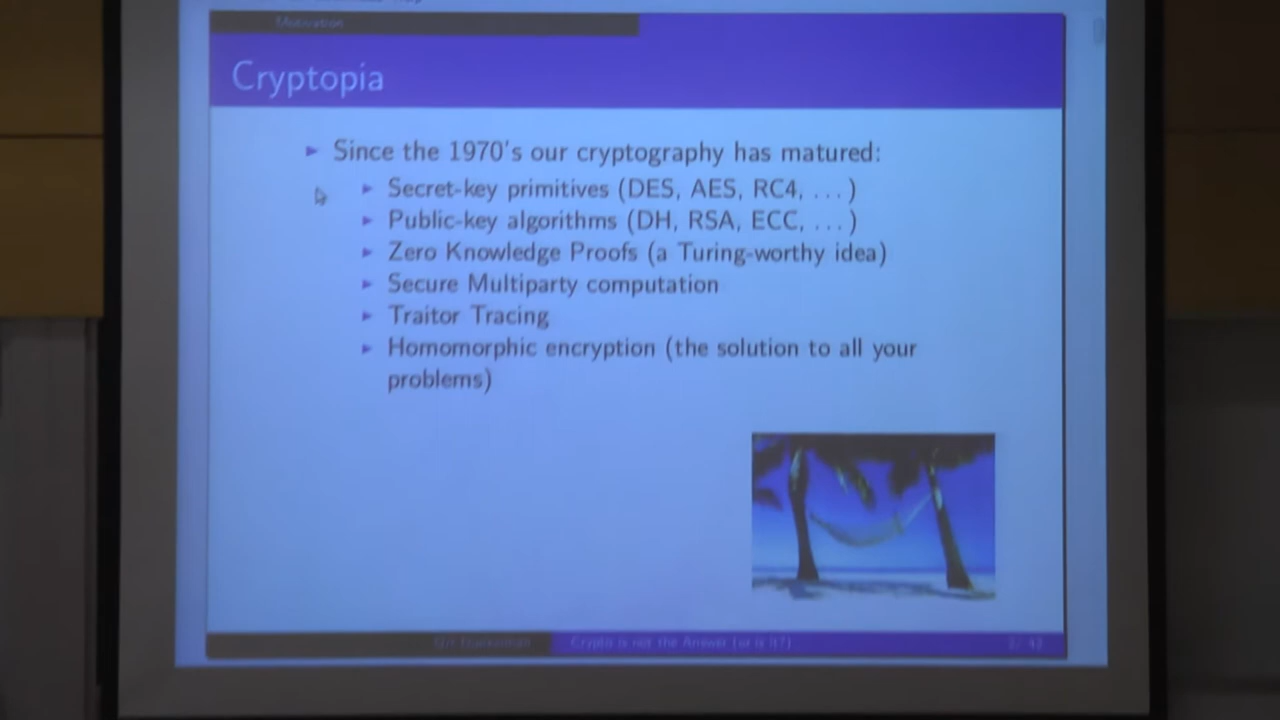 Motivation
Cryptopia
Since the 1970's our cryptography has matured:
Secret-key primitives (DES, AES, RC4, ...)
Public-key algorithms (DH, RSA, ECC, ...)
Zero Knowledge Proofs (a Turing-worthy idea)
Secure Multiparty computation
Traitor Tracing
Homomorphic encryption (the solution to all your
problems)
Crypto is not the Answer (or is it?)